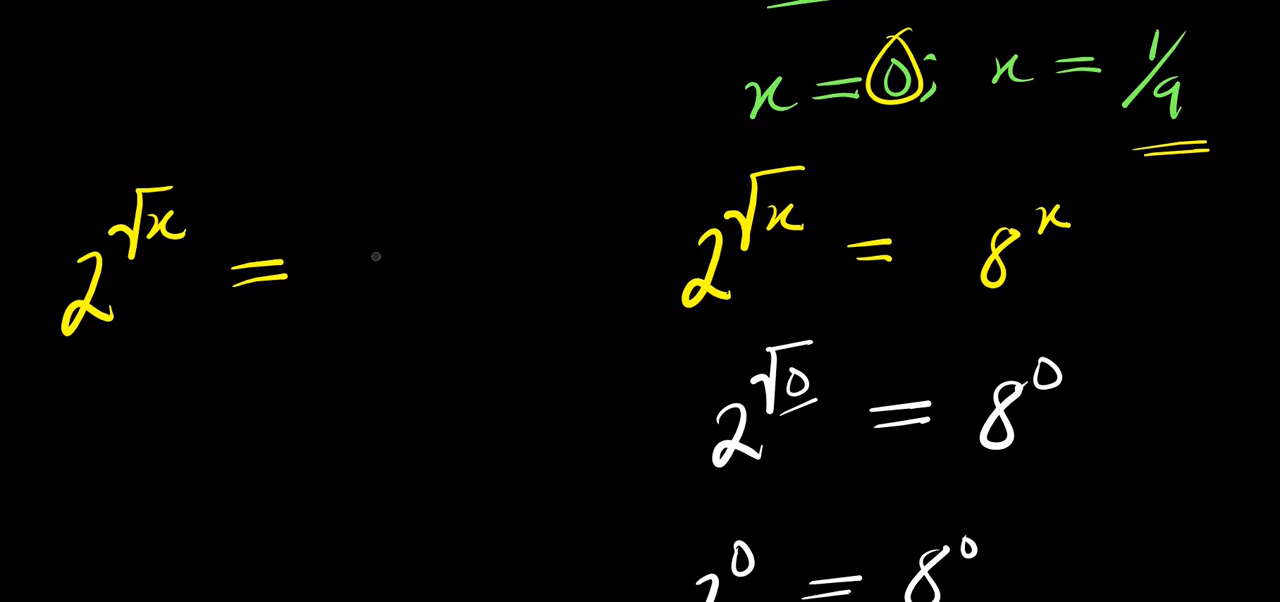 x = 0; x = 1/9
2^√x =
2^√x = 8^x
2^√0 = 8^0
2^0 = 8^0